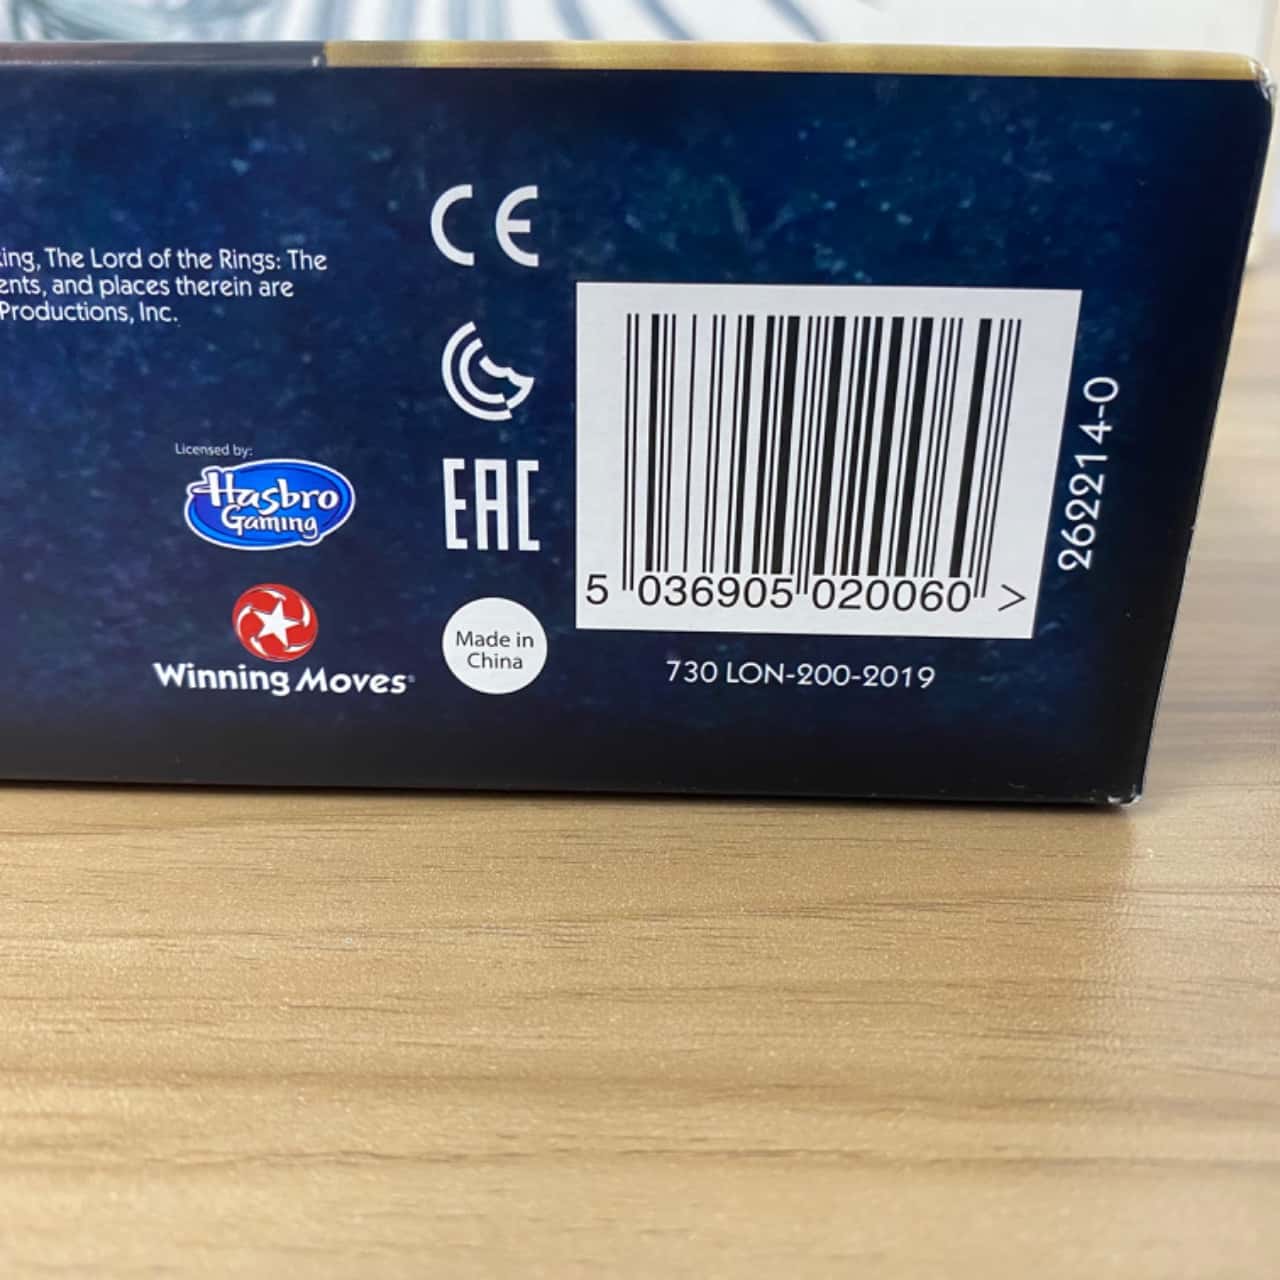 ing, The Lord of the Rings: The
ents, and places therein are
Productions, Inc.
Licensed by:
Hasbro
Gaming
Winning Moves
CE
EAC
Made in
China
5 036905 020060 >
730 LON-200-2019
262214-0